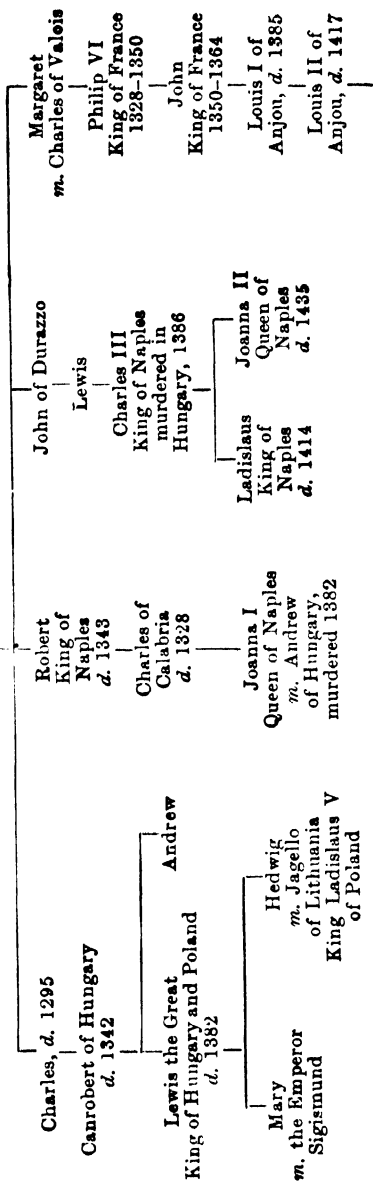 Charles, d. 1295
Canrobert of Hungary
d. 1342
Lewis the Great
King of Hungary and Poland
d. 1382
Andrew
Mary
m. the Emperor
Sigismund
Hedwig
m. Jagello
of Lithuania
King Ladislaus V
of Poland
Robert
King of
Naples
d. 1343
Charles of
Calabria
d. 1328
Joanna I
Queen of Naples
m. Andrew
of Hungary,
murdered 1382
John of Durazzo
Lewis
Charles III
King of Naples
murdered in
Hungary, 1386
Ladislaus
King of
Naples
d. 1414
Joanna II
Queen of
Naples
d. 1435
Margaret
m. Charles of Valois
Philip VI
King of France
1328–1350
John
King of France
1350–1364
Louis I of
Anjou, d. 1385
Louis II of
Anjou, d. 1417